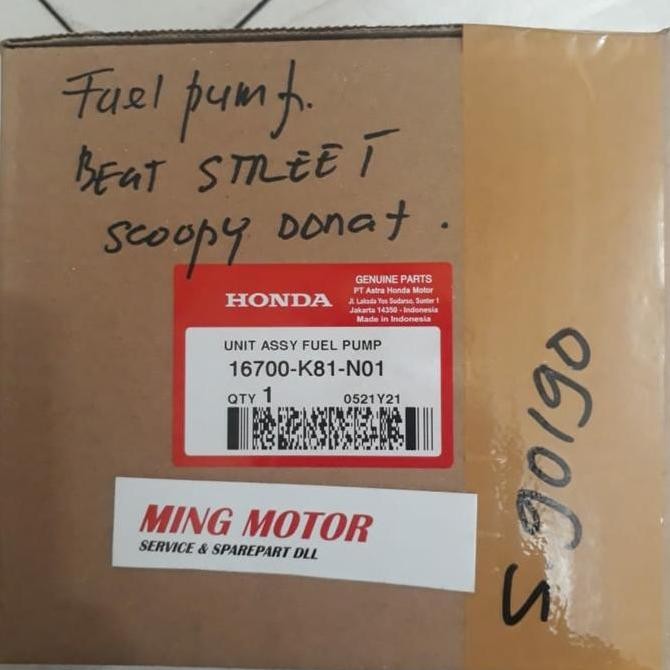 Fuel pump.
BEat STREET
scoopy Donat.
HONDA
GENUINE PARTS
PT Astra Honda Motor
Jl. Laksda Yos Sudarso, Sunter 1
Jakarta 14350 - Indonesia
Made in Indonesia
UNIT ASSY FUEL PUMP
16700-K81-N01
QTY 1 0521Y21
MING MOTOR
SERVICE & SPAREPART DLL